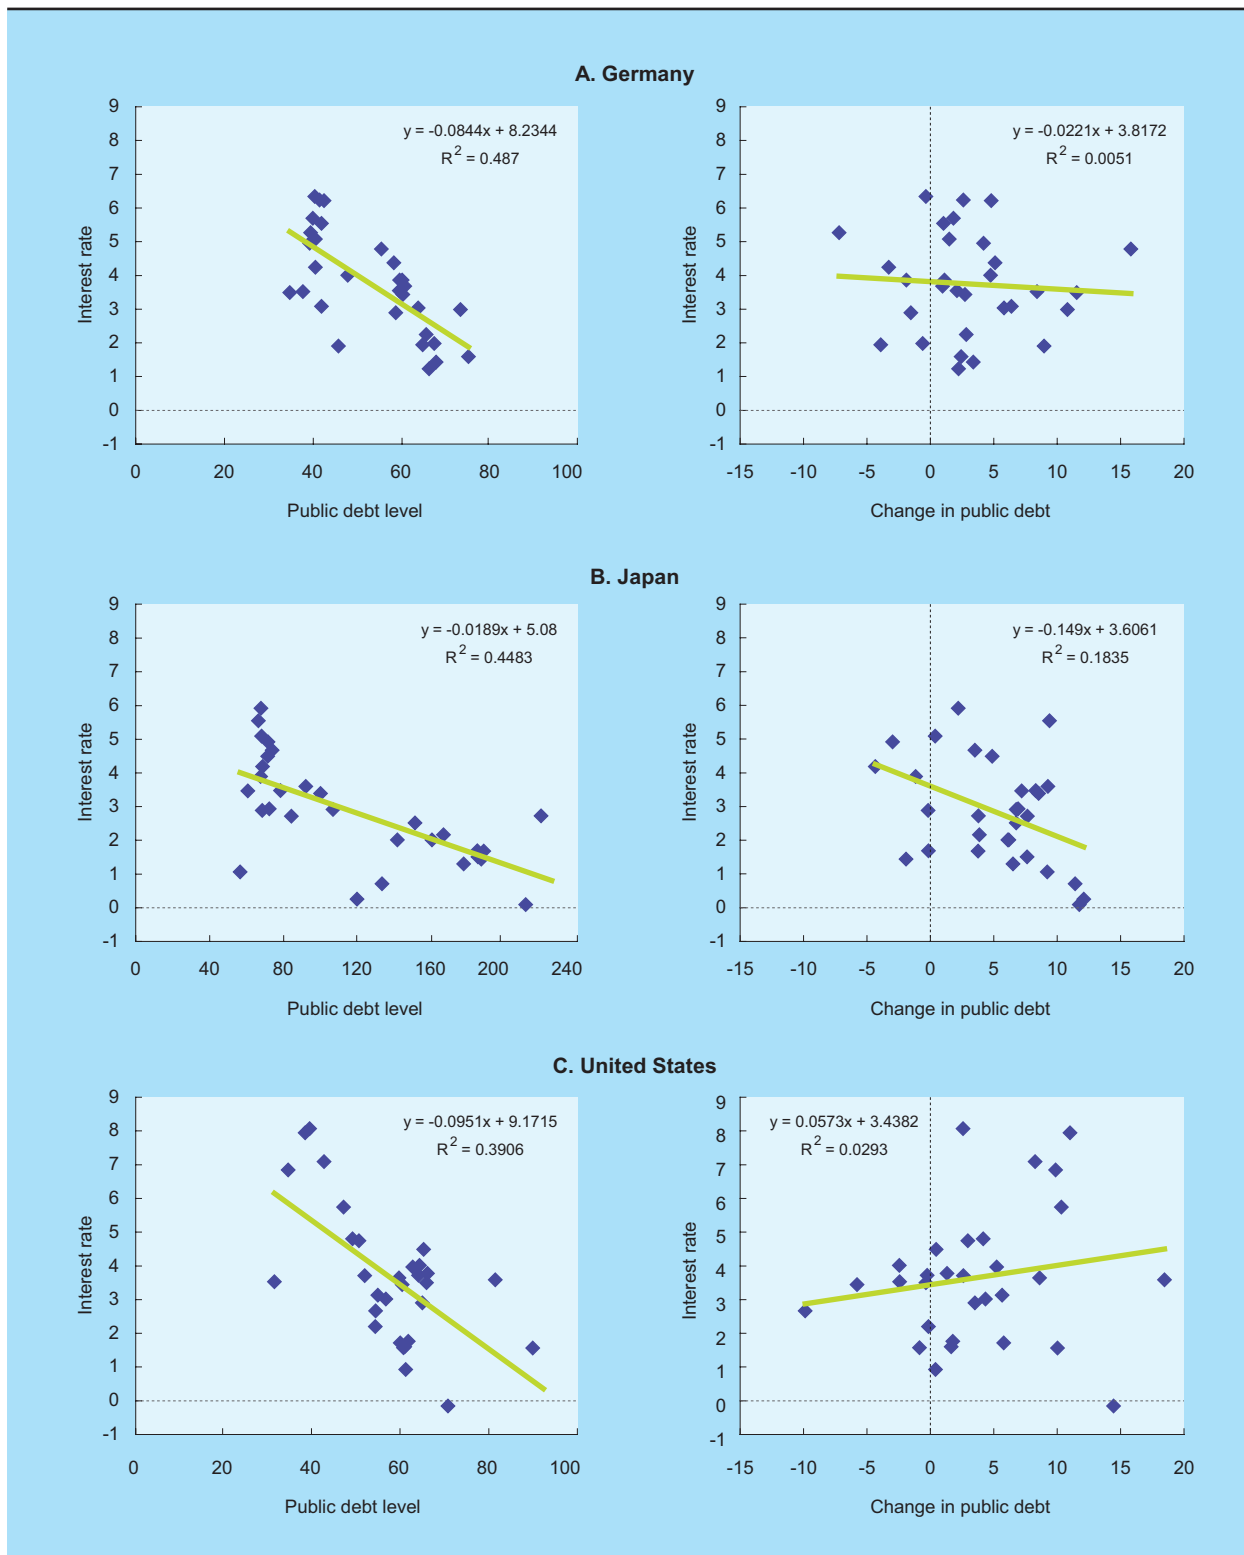 A. Germany
9
8
7
6
5
4
3
2
1
0
-1
Interest rate
y = -0.0844x + 8.2344
R2 = 0.487
0 20 40 60 80 100
Public debt level
9
8
7
6
5
4
3
2
1
0
-1
Interest rate
y = -0.0221x + 3.8172
R2 = 0.0051
-15 -10 -5 0 5 10 15 20
Change in public debt
B. Japan
9
8
7
6
5
4
3
2
1
0
-1
Interest rate
y = -0.0189x + 5.08
R2 = 0.4483
0 40 80 120 160 200 240
Public debt level
9
8
7
6
5
4
3
2
1
0
-1
Interest rate
y = -0.149x + 3.6061
R2 = 0.1835
-15 -10 -5 0 5 10 15 20
Change in public debt
C. United States
9
8
7
6
5
4
3
2
1
0
-1
Interest rate
y = -0.0951x + 9.1715
R2 = 0.3906
0 20 40 60 80 100
Public debt level
9
8
7
6
5
4
3
2
1
0
-1
Interest rate
y = 0.0573x + 3.4382
R2 = 0.0293
-15 -10 -5 0 5 10 15 20
Change in public debt